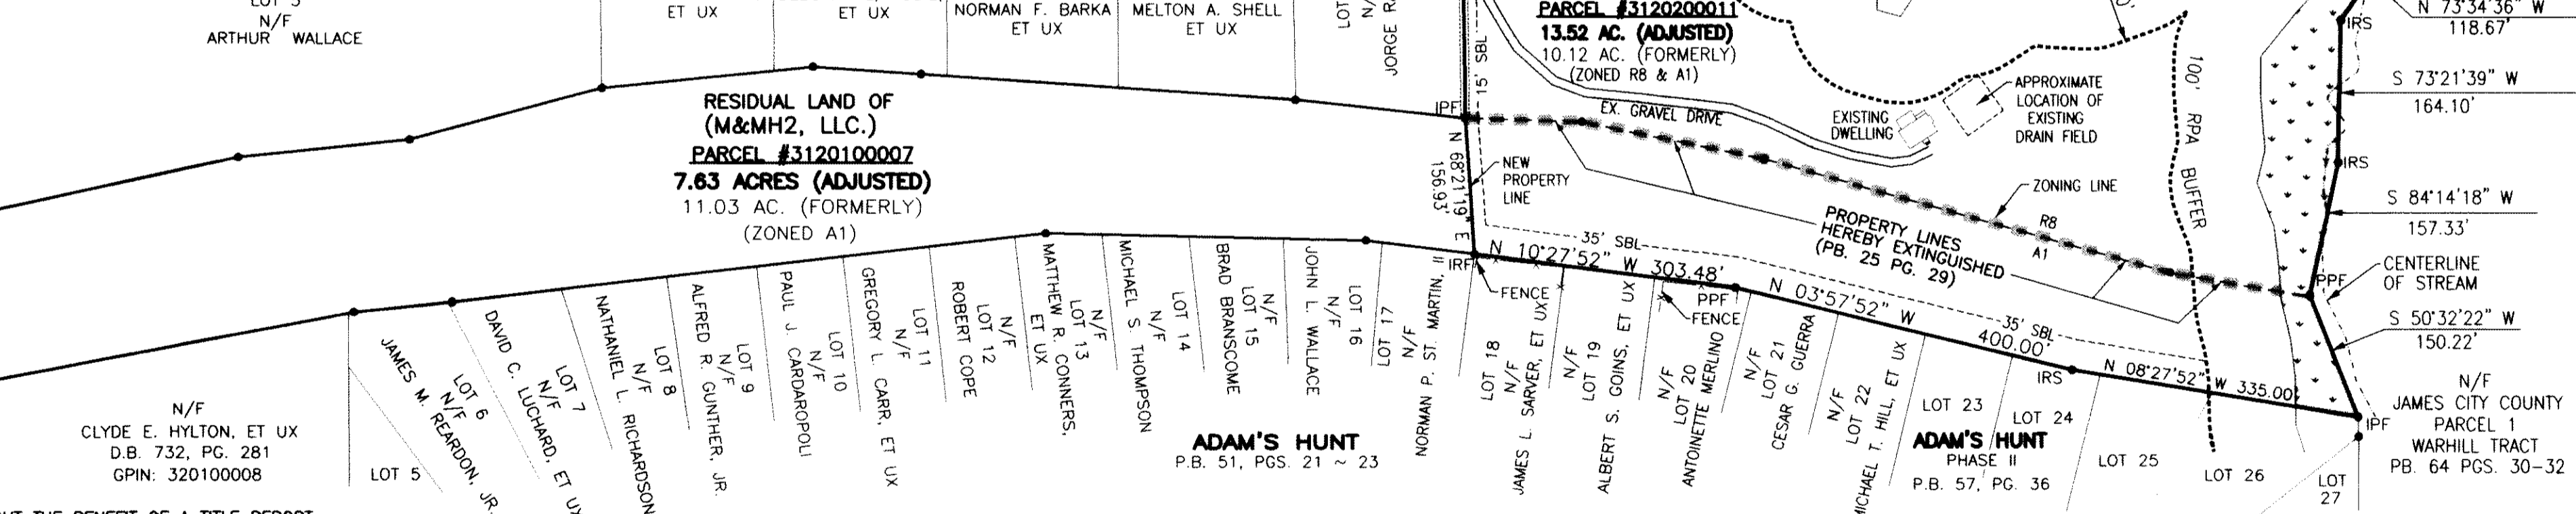 N/F
ARTHUR WALLACE
ET UX
ET UX
NORMAN F. BARKA
ET UX
MELTON A. SHELL
ET UX
LOT
N/
JORGE R
15' SBL
PARCEL #3120200011
13.52 AC. (ADJUSTED)
10.12 AC. (FORMERLY)
(ZONED R8 & A1)
EX. GRAVEL DRIVE
EXISTING
DWELLING
APPROXIMATE
LOCATION OF
EXISTING
DRAIN FIELD
100' RPA BUFFER
IRS
N 73°34'36" W
118.67'
S 73°21'39" W
164.10'
IRS
S 84°14'18" W
157.33'
PPF
CENTERLINE
OF STREAM
S 50°32'22" W
150.22'
N/F
JAMES CITY COUNTY
PARCEL 1
WARHILL TRACT
PB. 64 PGS. 30-32
IPF
RESIDUAL LAND OF
(M&MH2, LLC.)
PARCEL #3120100007
7.63 ACRES (ADJUSTED)
11.03 AC. (FORMERLY)
(ZONED A1)
IPF
N 68°21'19" E
156.93'
NEW
PROPERTY
LINE
ZONING LINE
R8
A1
PROPERTY LINES
HEREBY EXTINGUISHED
(PB. 25 PG. 29)
35' SBL
IRF
N 10°27'52" W 303.48'
FENCE
PPF
FENCE
N 03°57'52" W
400.00'
35' SBL
IRS
N 08°27'52" W 335.00'
N/F
CLYDE E. HYLTON, ET UX
D.B. 732, PG. 281
GPIN: 320100008
LOT 5
LOT 6
N/F
JAMES M. REARDON, JR.
LOT 7
N/F
DAVID C. LUCHARD, ET UX
LOT 8
N/F
NATHANIEL L. RICHARDSON
LOT 9
N/F
ALFRED R. GUNTHER, JR.
LOT 10
N/F
PAUL J. CARDAROPOLI
LOT 11
N/F
GREGORY L. CARR, ET UX
N/F
LOT 12
ROBERT COPE
N/F
LOT 13
MATTHEW R. CONNERS,
ET UX
LOT 14
N/F
MICHAEL S. THOMPSON
N/F
LOT 15
BRAD BRANSCOME
LOT 16
N/F
JOHN L. WALLACE
LOT 17
N/F
NORMAN P. ST. MARTIN, II
LOT 18
N/F
JAMES L. SARVER, ET UX
N/F
LOT 19
ALBERT S. GOINS, ET UX
N/F
LOT 20
ANTOINETTE MERLINO
N/F
LOT 21
CESAR G. GUERRA
N/F
LOT 22
MICHAEL T. HILL, ET UX
LOT 23
LOT 24
LOT 25
LOT 26
LOT
27
ADAM'S HUNT
P.B. 51, PGS. 21 ~ 23
ADAM'S HUNT
PHASE II
P.B. 57, PG. 36
THE BENEFIT OF A TITLE REPORT